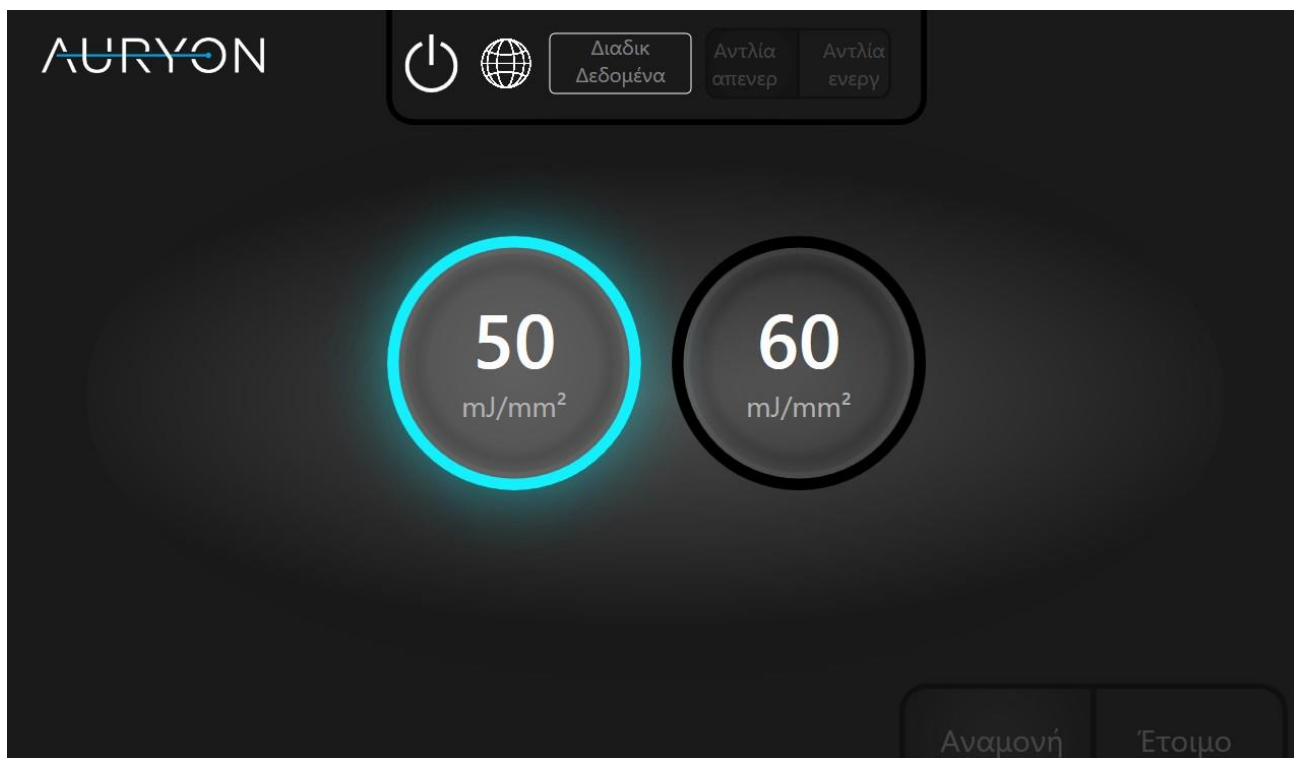 AURYON
Διαδικ
Δεδομένα
Αντλία
απενερ
Αντλία
ενεργ
50
mJ/mm²
60
mJ/mm²
Αναμονή
Έτοιμο